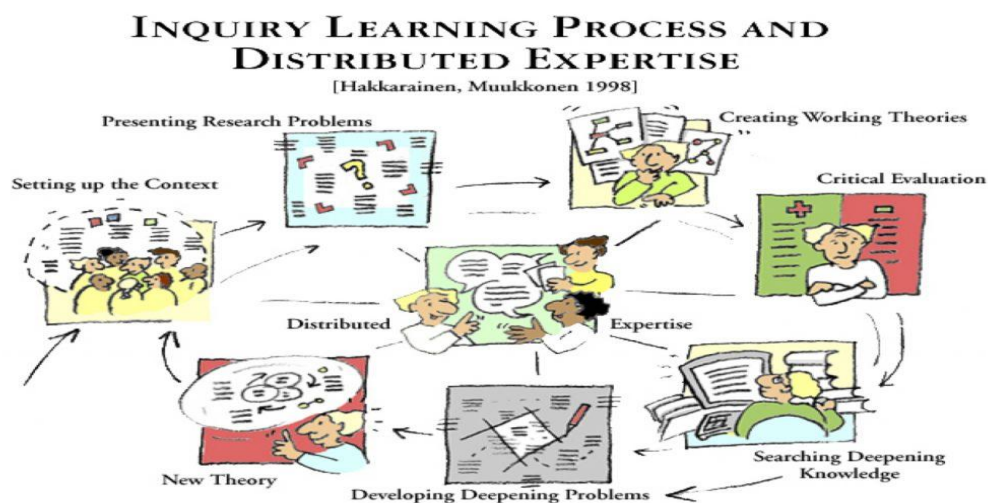 INQUIRY LEARNING PROCESS AND
DISTRIBUTED EXPERTISE
[Hakkarainen, Muukkonen 1998]
Presenting Research Problems
Creating Working Theories
Setting up the Context
Critical Evaluation
Distributed
Expertise
Searching Deepening
Knowledge
New Theory
Developing Deepening Problems